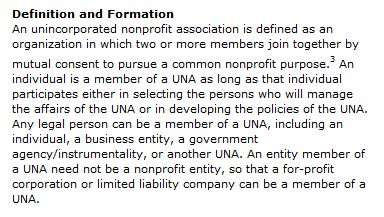 Definition and Formation
An unincorporated nonprofit association is defined as an
organization in which two or more members join together by
mutual consent to pursue a common nonprofit purpose.3 An
individual is a member of a UNA as long as that individual
participates either in selecting the persons who will manage
the affairs of the UNA or in developing the policies of the UNA.
Any legal person can be a member of a UNA, including an
individual, a business entity, a government
agency/instrumentality, or another UNA. An entity member of
a UNA need not be a nonprofit entity, so that a for-profit
corporation or limited liability company can be a member of a
UNA.